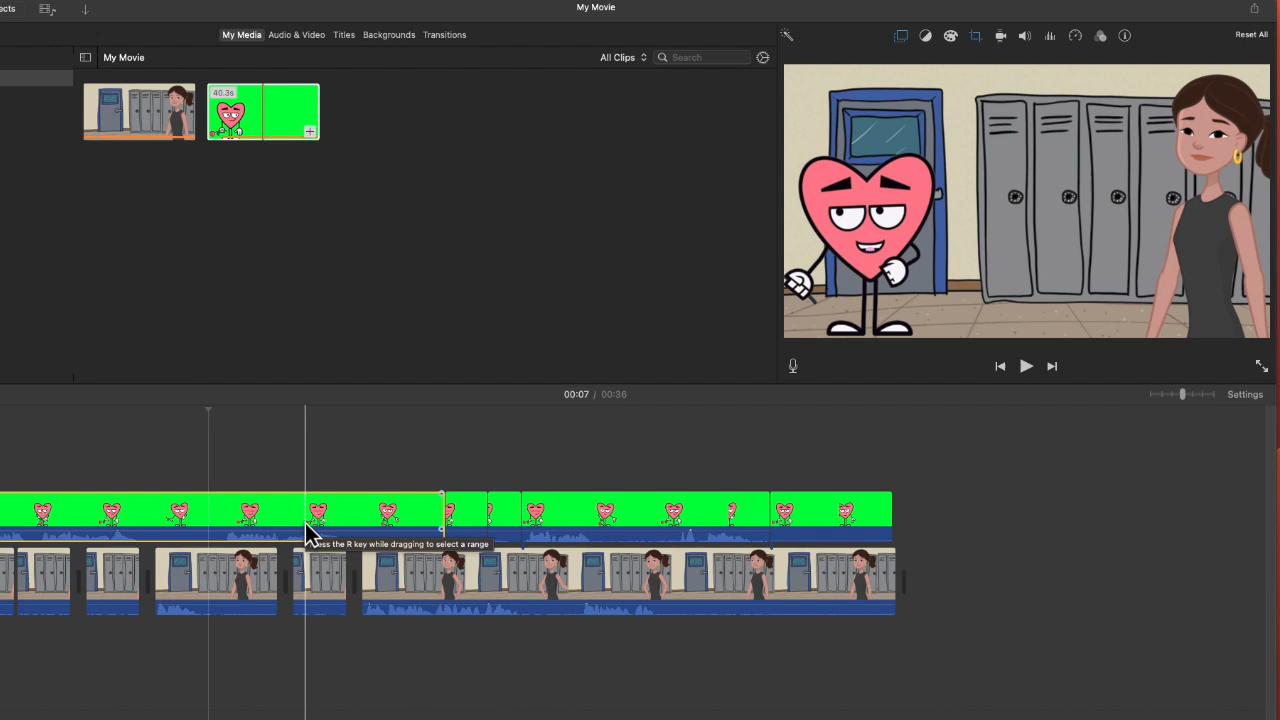 ects
My Movie
My Media Audio & Video Titles Backgrounds Transitions
Reset All
My Movie
All Clips
Search
40.3s
00:07 / 00:36
Settings
ess the R key while dragging to select a range